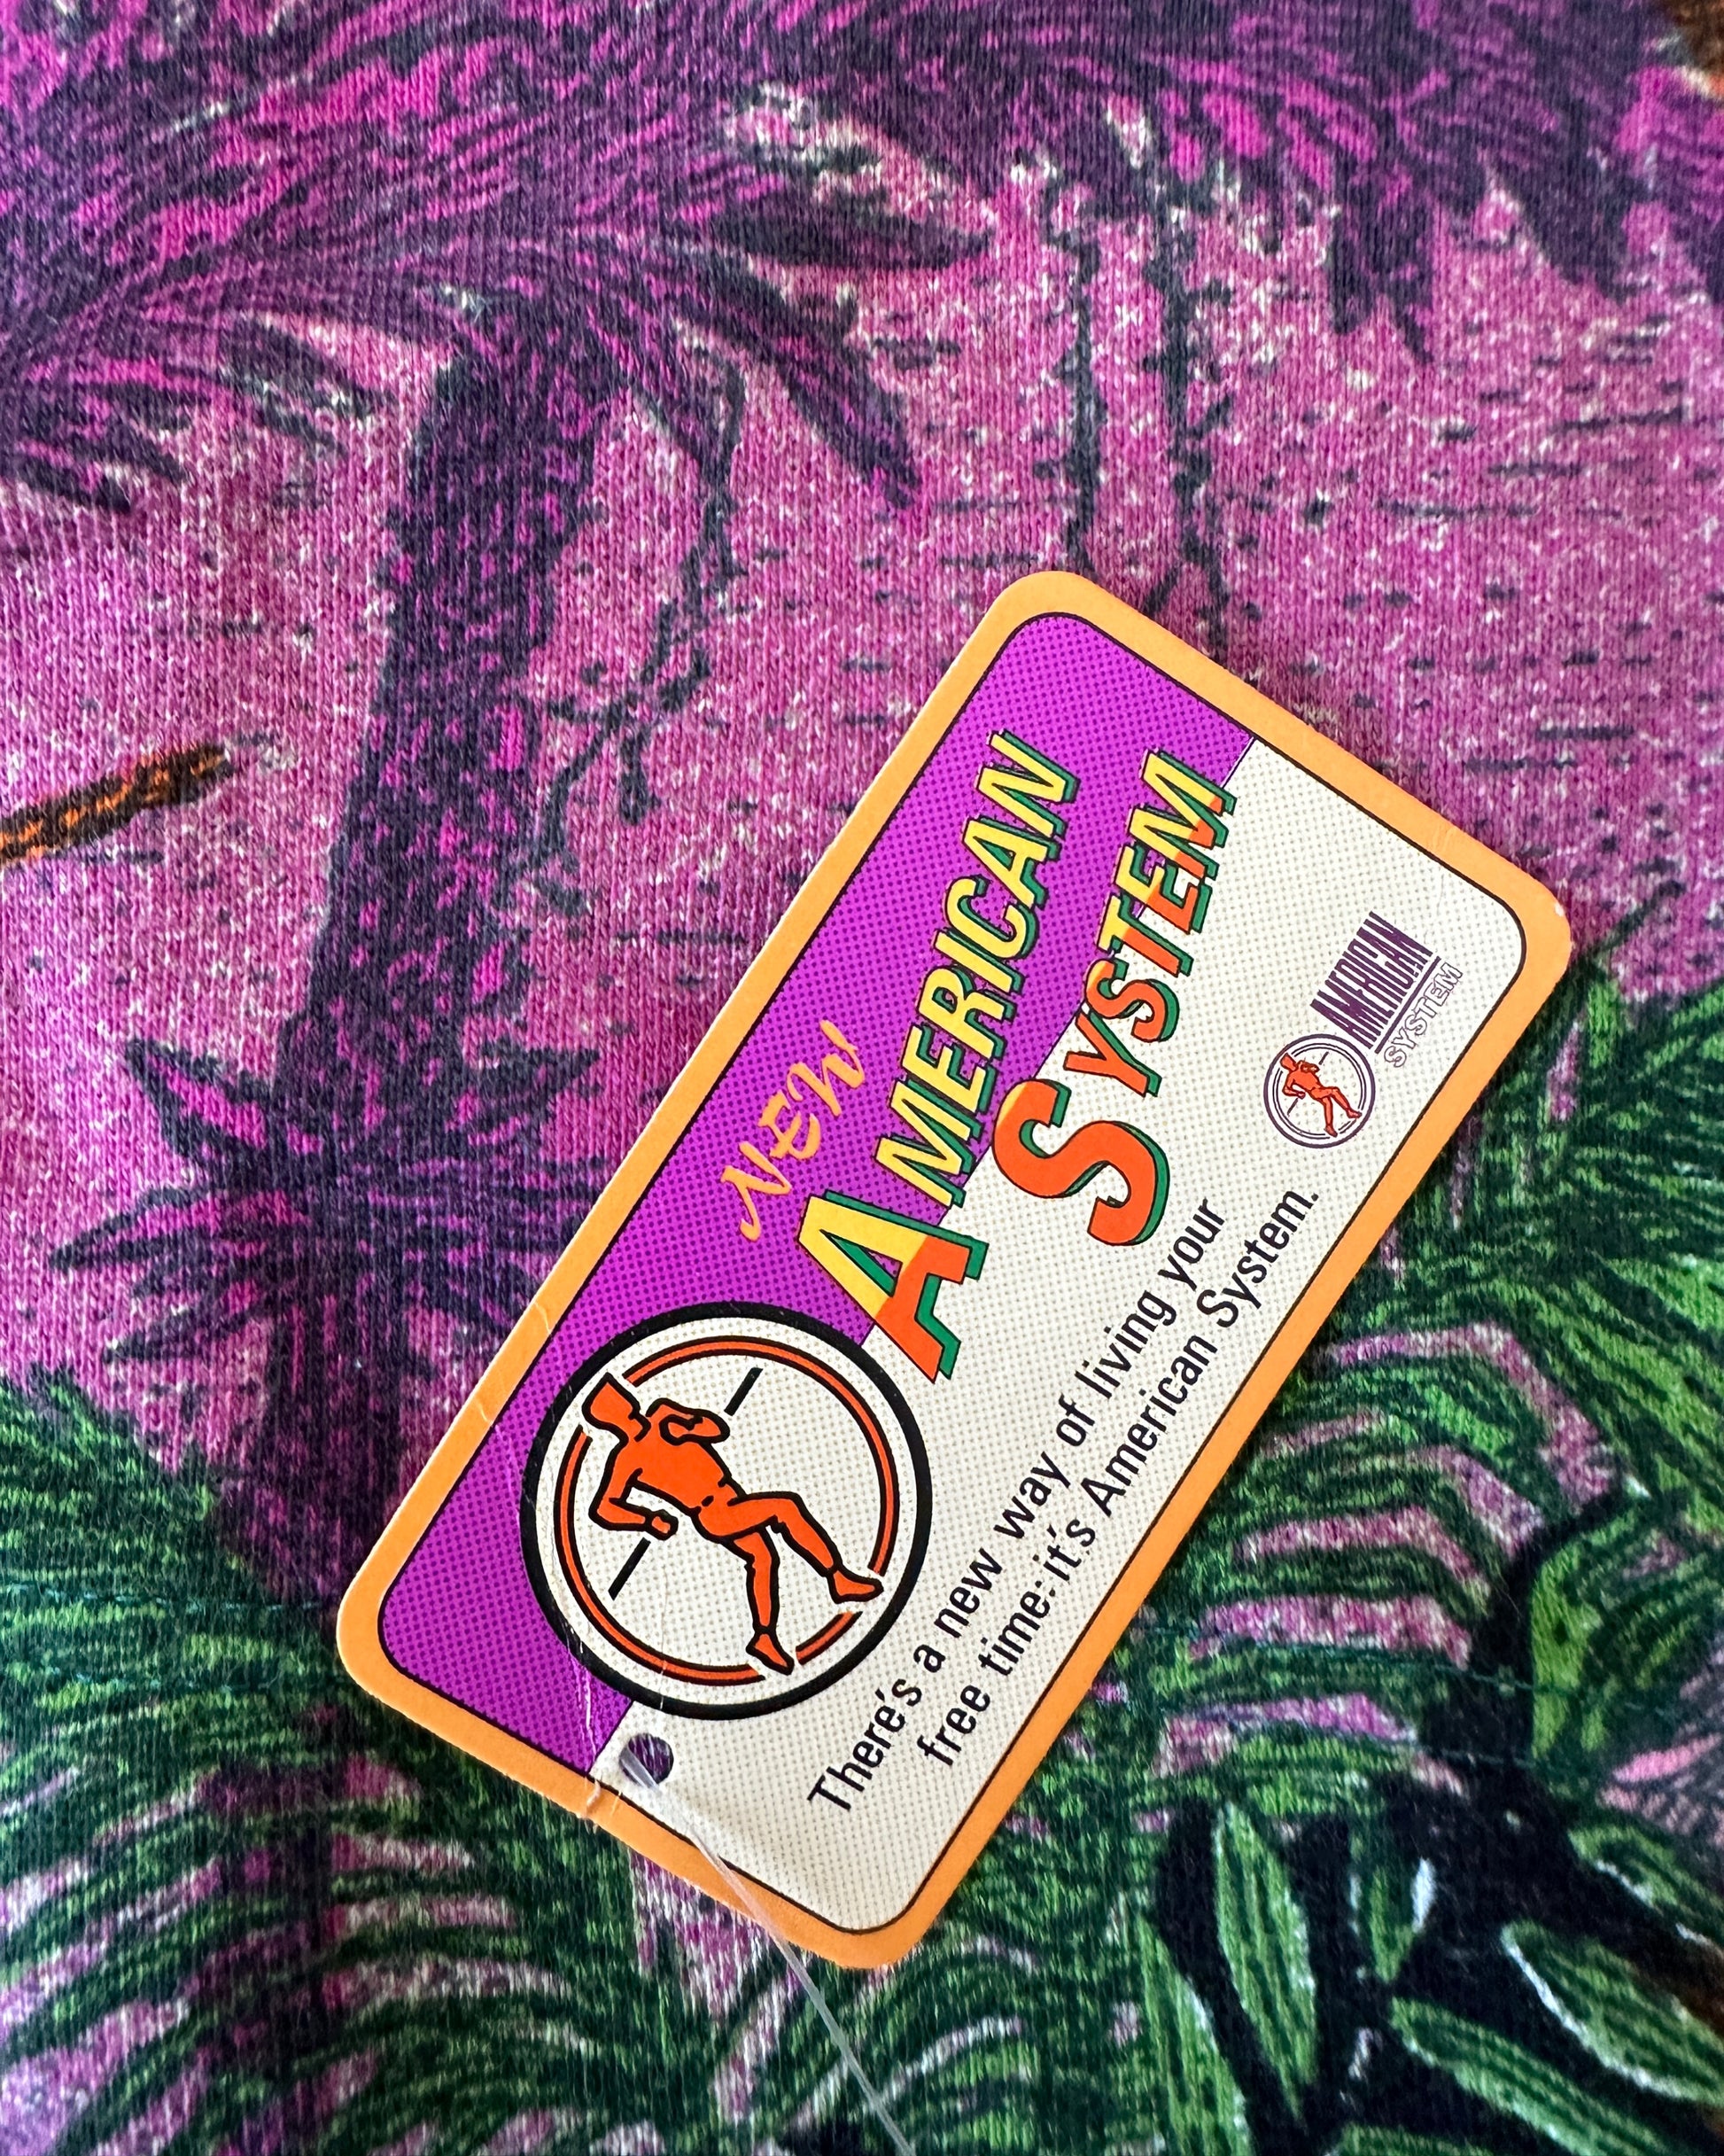 NEW
AMERICAN
SYSTEM
There's a new way of living your
free time: it's American System.
AMERICAN
SYSTEM